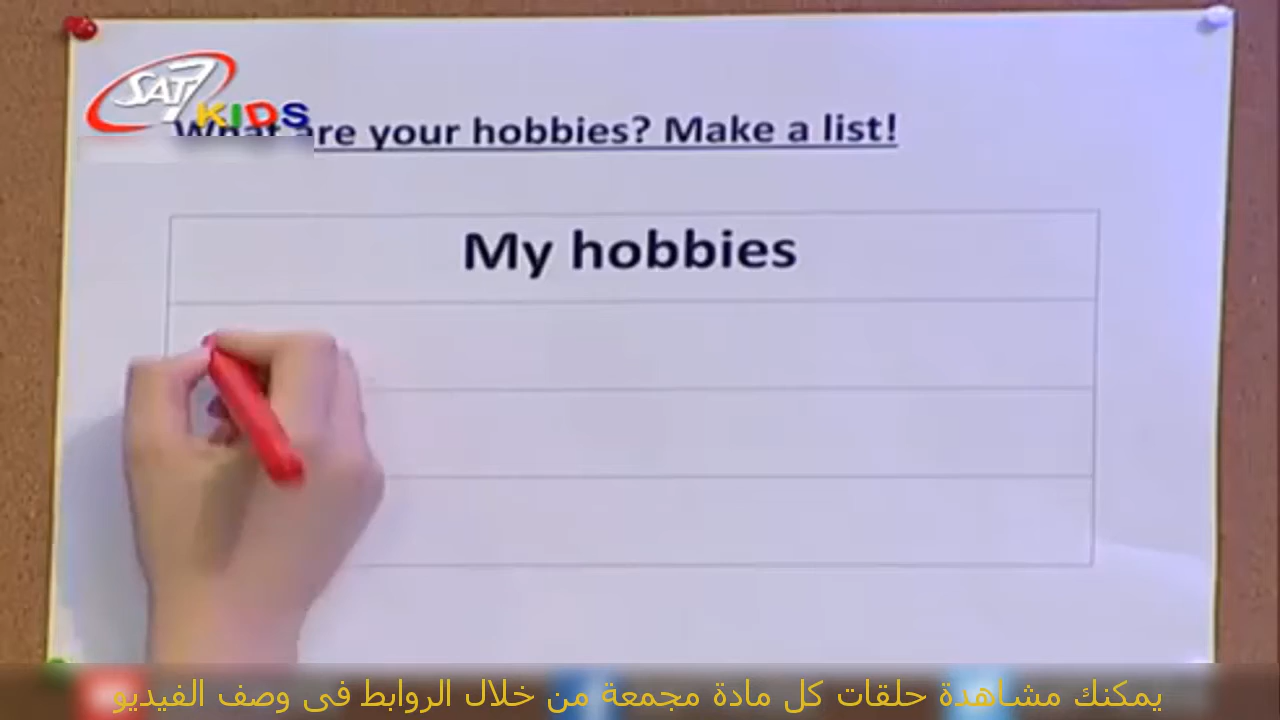 SAT7
KIDS
What are your hobbies? Make a list!
My hobbies
يمكنك مشاهدة حلقات كل مادة مجمعة من خلال الروابط فى وصف الفيديو